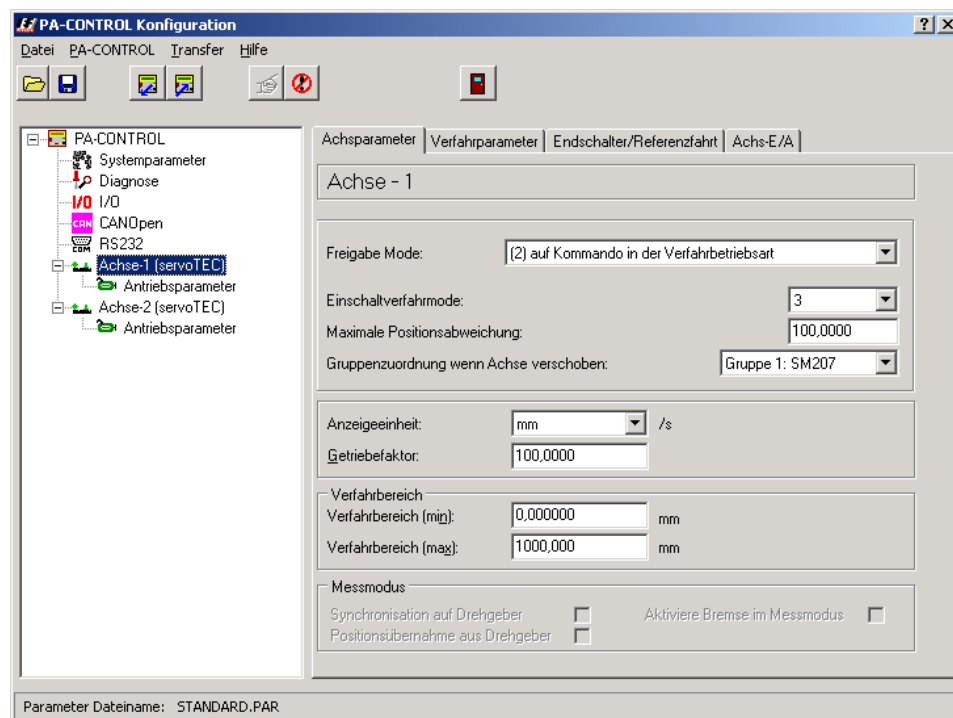 PA-CONTROL Konfiguration
Datei PA-CONTROL Transfer Hilfe
PA-CONTROL
Systemparameter
Diagnose
I/O I/O
CAN CANOpen
COM RS232
Achse-1 (servoTEC)
Antriebsparameter
Achse-2 (servoTEC)
Antriebsparameter
Achsparameter Verfahrparameter Endschalter/Referenzfahrt Achs-E/A
Achse - 1
Freigabe Mode: (2) auf Kommando in der Verfahrbetriebsart
Einschaltverfahrmode: 3
Maximale Positionsabweichung: 100,0000
Gruppenzuordnung wenn Achse verschoben: Gruppe 1: SM207
Anzeigeeinheit: mm /s
Getriebefaktor: 100,0000
Verfahrbereich
Verfahrbereich (min): 0,000000 mm
Verfahrbereich (max): 1000,000 mm
Messmodus
Synchronisation auf Drehgeber Aktiviere Bremse im Messmodus
Positionsübernahme aus Drehgeber
Parameter Dateiname: STANDARD.PAR